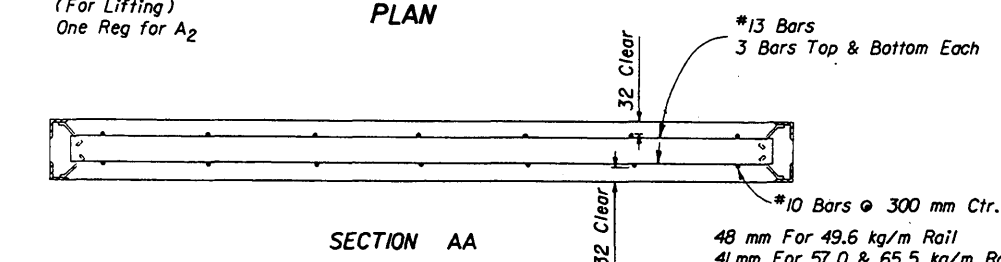 (For Lifting)
One Reg for A2
PLAN
#13 Bars
3 Bars Top & Bottom Each
32 Clear
#10 Bars @ 300 mm Ctr.
32 Clear
SECTION AA
48 mm For 49.6 kg/m Rail
41 mm For 57.0 & 65.5 kg/m